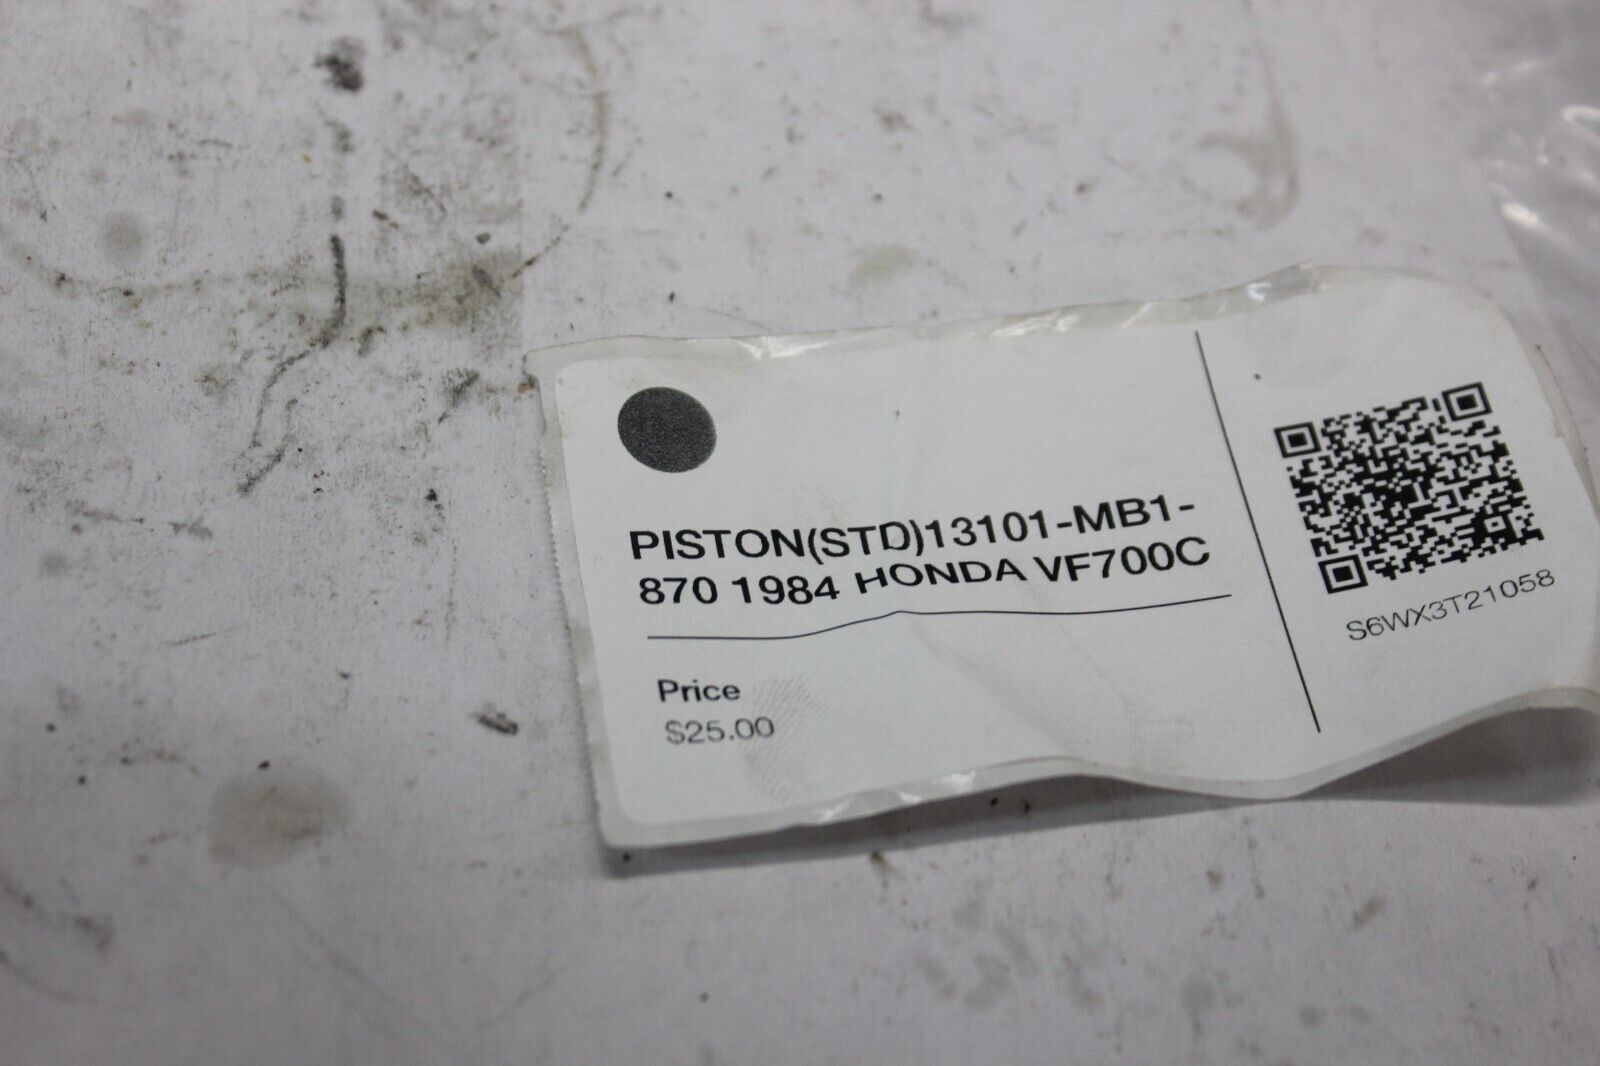 PISTON(STD)13101-MB1-
870 1984 HONDA VF700C
Price
$25.00
S6WX3T21058